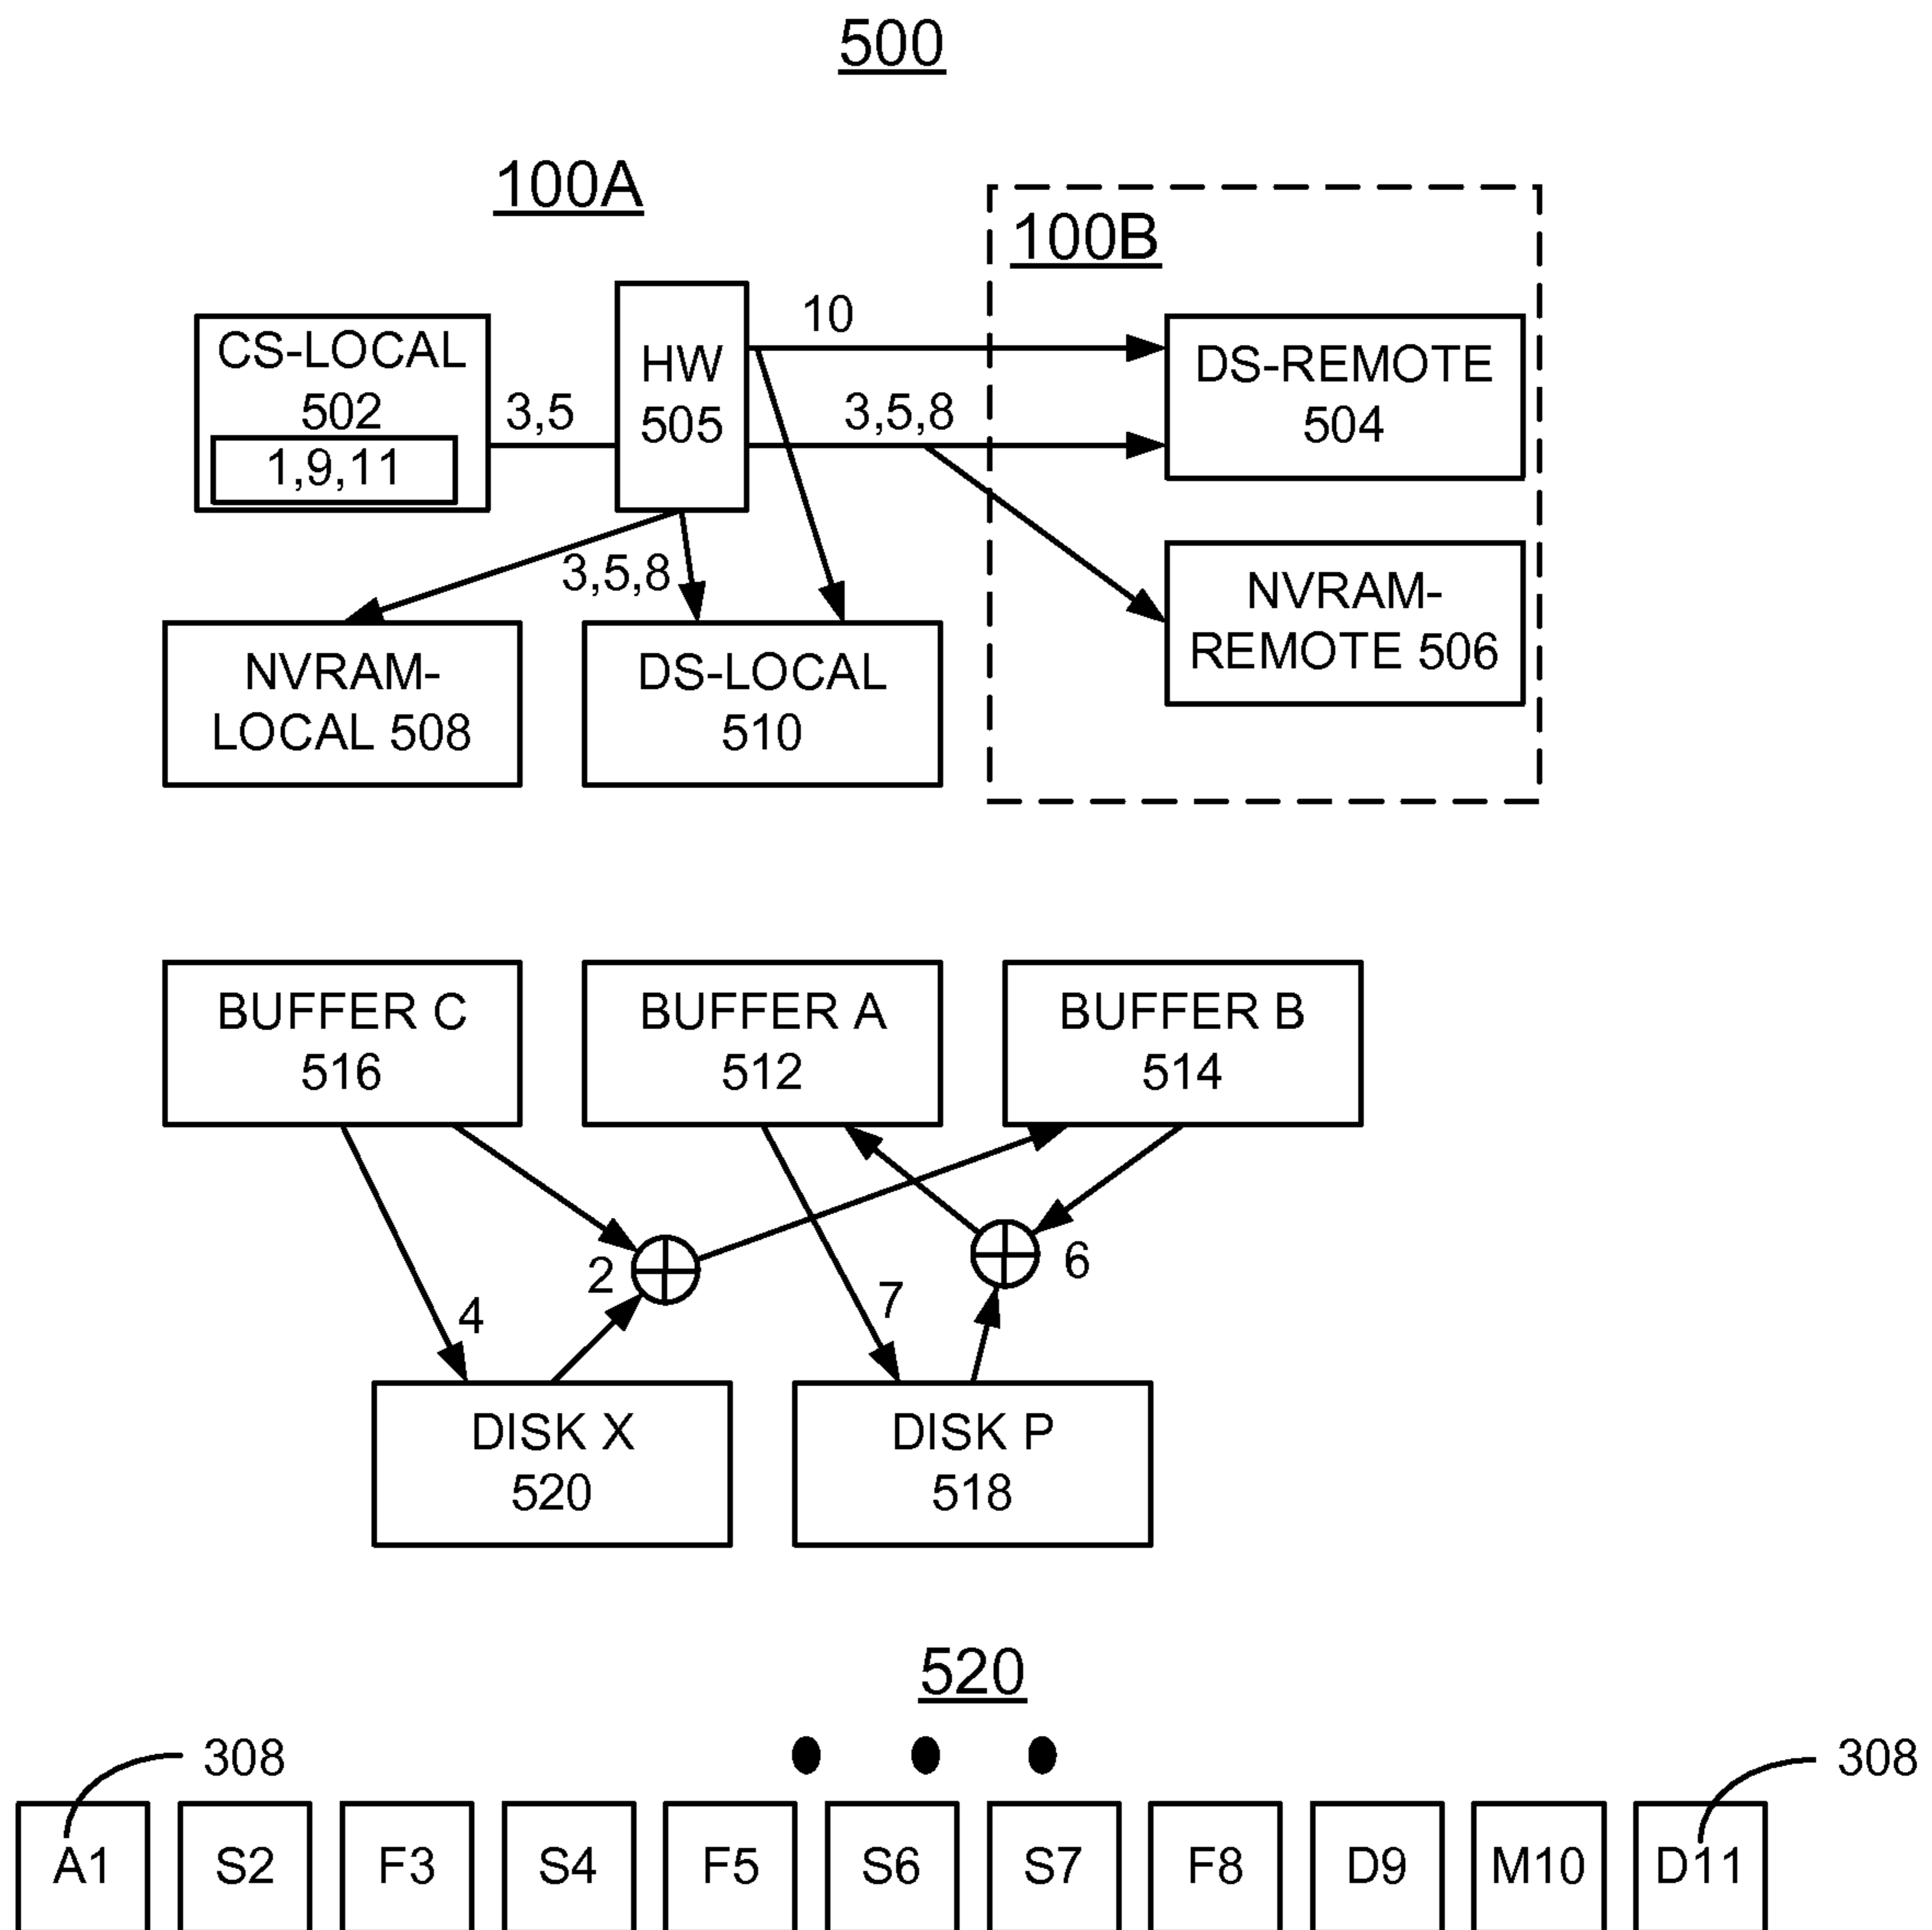 500
100A
100B
CS-LOCAL
502
1,9,11
3,5
HW
505
10
3,5,8
DS-REMOTE
504
3,5,8
NVRAM-
REMOTE 506
NVRAM-
LOCAL 508
DS-LOCAL
510
BUFFER C
516
BUFFER A
512
BUFFER B
514
2
6
4
7
DISK X
520
DISK P
518
520
308
308
A1
S2
F3
S4
F5
S6
S7
F8
D9
M10
D11